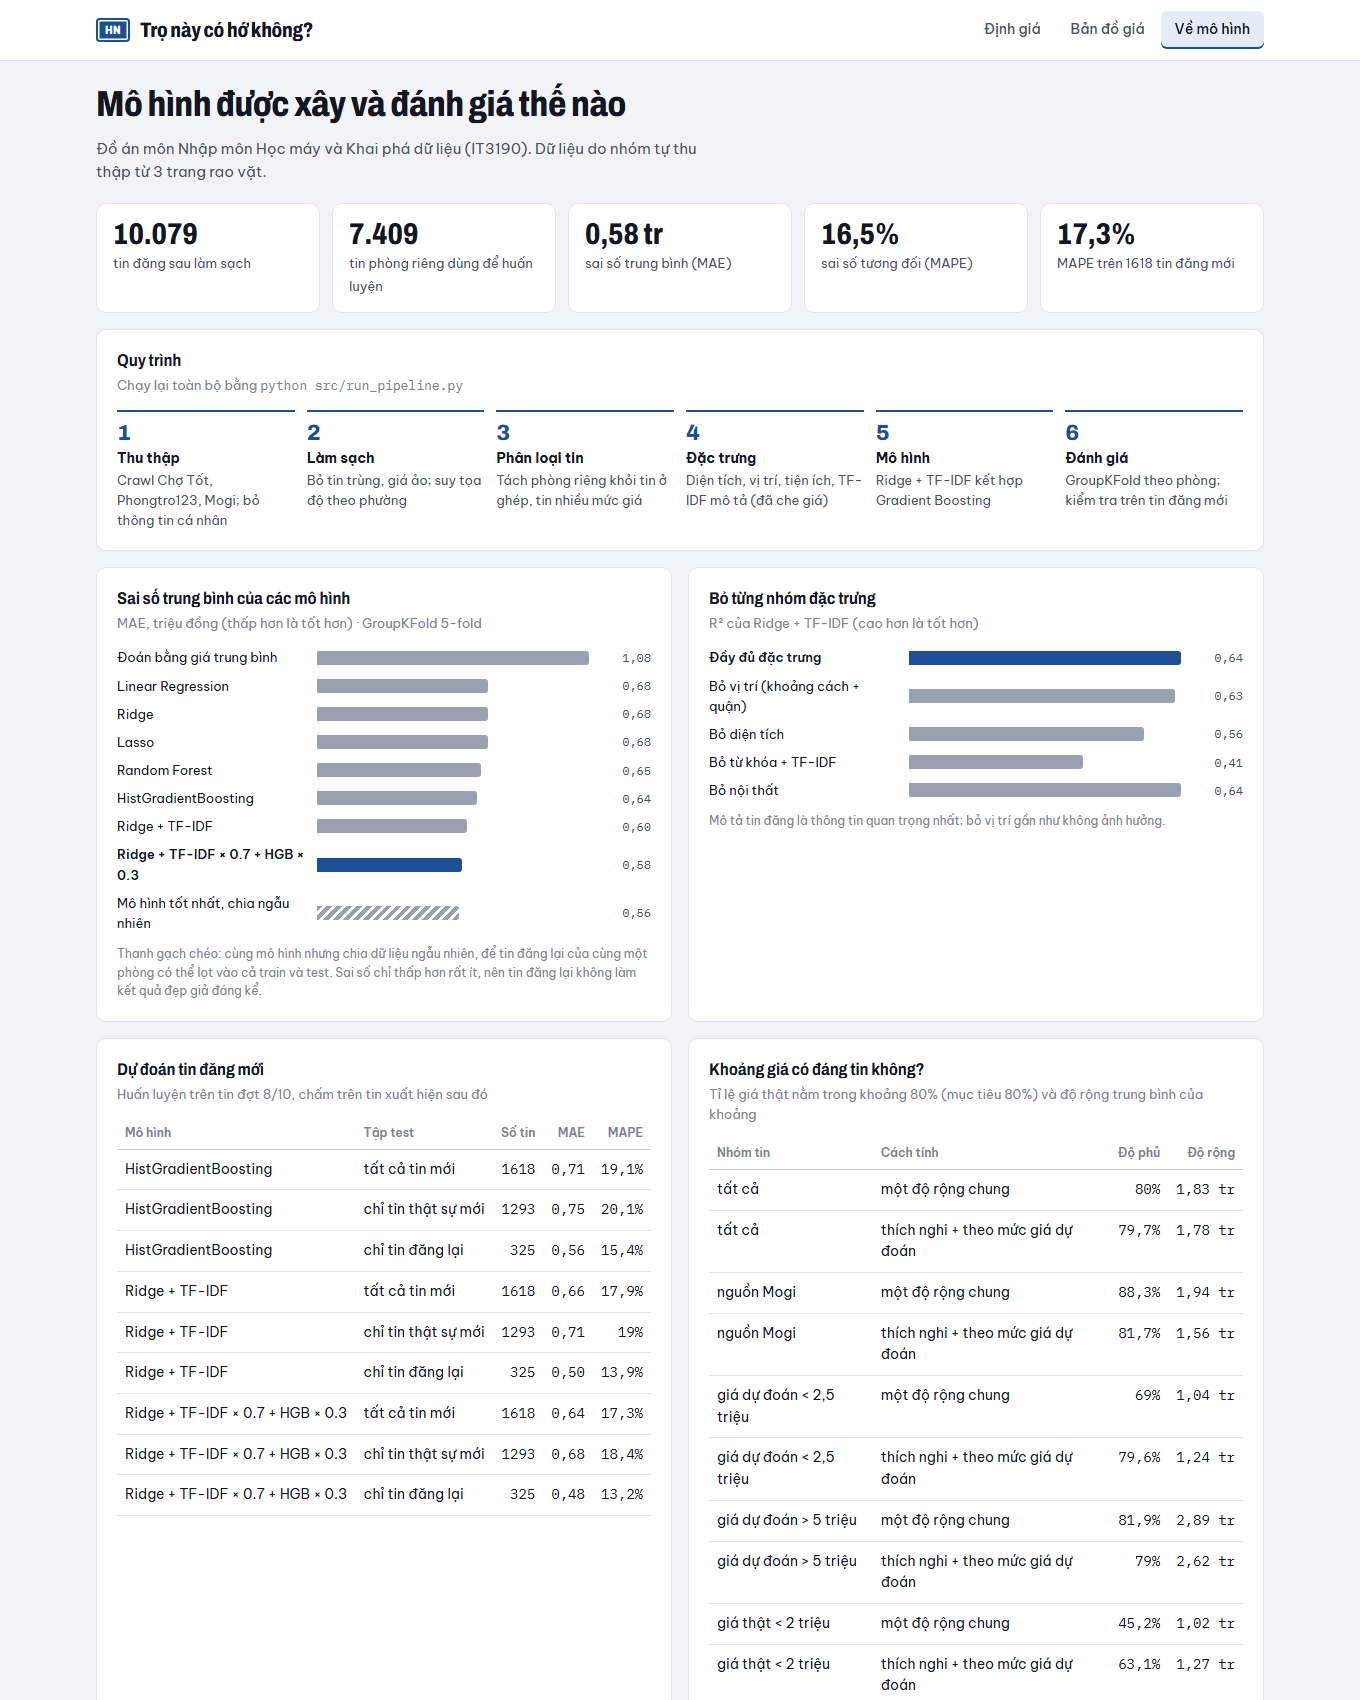 HN Trọ này có hớ không?
Định giá
Bản đồ giá
Về mô hình
Mô hình được xây và đánh giá thế nào
Đồ án môn Nhập môn Học máy và Khai phá dữ liệu (IT3190). Dữ liệu do nhóm tự thu
thập từ 3 trang rao vặt.
10.079
tin đăng sau làm sạch
7.409
tin phòng riêng dùng để huấn
luyện
0,58 tr
sai số trung bình (MAE)
16,5%
sai số tương đối (MAPE)
17,3%
MAPE trên 1618 tin đăng mới
Quy trình
Chạy lại toàn bộ bằng python src/run_pipeline.py
1
Thu thập
Crawl Chợ Tốt,
Phongtro123, Mogi; bỏ
thông tin cá nhân
2
Làm sạch
Bỏ tin trùng, giá ảo; suy tọa
độ theo phường
3
Phân loại tin
Tách phòng riêng khỏi tin ở
ghép, tin nhiều mức giá
4
Đặc trưng
Diện tích, vị trí, tiện ích, TF-
IDF mô tả (đã che giá)
5
Mô hình
Ridge + TF-IDF kết hợp
Gradient Boosting
6
Đánh giá
GroupKFold theo phòng;
kiểm tra trên tin đăng mới
Sai số trung bình của các mô hình
MAE, triệu đồng (thấp hơn là tốt hơn) · GroupKFold 5-fold
Đoán bằng giá trung bình 1,08
Linear Regression 0,68
Ridge 0,68
Lasso 0,68
Random Forest 0,65
HistGradientBoosting 0,64
Ridge + TF-IDF 0,60
Ridge + TF-IDF × 0.7 + HGB ×
0.3 0,58
Mô hình tốt nhất, chia ngẫu
nhiên 0,56
Thanh gạch chéo: cùng mô hình nhưng chia dữ liệu ngẫu nhiên, để tin đăng lại của cùng một
phòng có thể lọt vào cả train và test. Sai số chỉ thấp hơn rất ít, nên tin đăng lại không làm
kết quả đẹp giả đáng kể.
Bỏ từng nhóm đặc trưng
R² của Ridge + TF-IDF (cao hơn là tốt hơn)
Đầy đủ đặc trưng 0,64
Bỏ vị trí (khoảng cách +
quận) 0,63
Bỏ diện tích 0,56
Bỏ từ khóa + TF-IDF 0,41
Bỏ nội thất 0,64
Mô tả tin đăng là thông tin quan trọng nhất; bỏ vị trí gần như không ảnh hưởng.
Dự đoán tin đăng mới
Huấn luyện trên tin đợt 8/10, chấm trên tin xuất hiện sau đó
Mô hình Tập test Số tin MAE MAPE
HistGradientBoosting tất cả tin mới 1618 0,71 19,1%
HistGradientBoosting chỉ tin thật sự mới 1293 0,75 20,1%
HistGradientBoosting chỉ tin đăng lại 325 0,56 15,4%
Ridge + TF-IDF tất cả tin mới 1618 0,66 17,9%
Ridge + TF-IDF chỉ tin thật sự mới 1293 0,71 19%
Ridge + TF-IDF chỉ tin đăng lại 325 0,50 13,9%
Ridge + TF-IDF × 0.7 + HGB × 0.3 tất cả tin mới 1618 0,64 17,3%
Ridge + TF-IDF × 0.7 + HGB × 0.3 chỉ tin thật sự mới 1293 0,68 18,4%
Ridge + TF-IDF × 0.7 + HGB × 0.3 chỉ tin đăng lại 325 0,48 13,2%
Khoảng giá có đáng tin không?
Tỉ lệ giá thật nằm trong khoảng 80% (mục tiêu 80%) và độ rộng trung bình của
khoảng
Nhóm tin Cách tính Độ phủ Độ rộng
tất cả một độ rộng chung 80% 1,83 tr
tất cả thích nghi + theo mức giá dự 79,7% 1,78 tr
đoán
nguồn Mogi một độ rộng chung 88,3% 1,94 tr
nguồn Mogi thích nghi + theo mức giá dự 81,7% 1,56 tr
đoán
giá dự đoán < 2,5 một độ rộng chung 69% 1,04 tr
triệu
giá dự đoán < 2,5 thích nghi + theo mức giá dự 79,6% 1,24 tr
triệu đoán
giá dự đoán > 5 triệu một độ rộng chung 81,9% 2,89 tr
giá dự đoán > 5 triệu thích nghi + theo mức giá dự 79% 2,62 tr
đoán
giá thật < 2 triệu một độ rộng chung 45,2% 1,02 tr
giá thật < 2 triệu thích nghi + theo mức giá dự 63,1% 1,27 tr
đoán